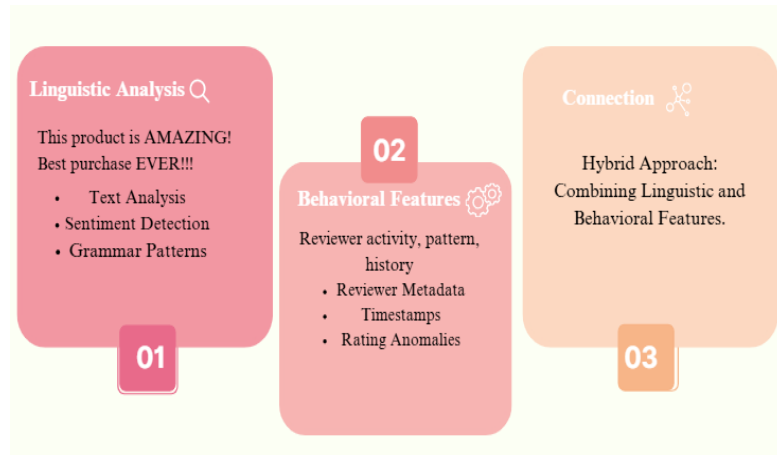 Linguistic Analysis
This product is AMAZING!
Best purchase EVER!!!
• Text Analysis
• Sentiment Detection
• Grammar Patterns
01
02
Behavioral Features
Reviewer activity, pattern,
history
• Reviewer Metadata
• Timestamps
• Rating Anomalies
Connection
Hybrid Approach:
Combining Linguistic and
Behavioral Features.
03